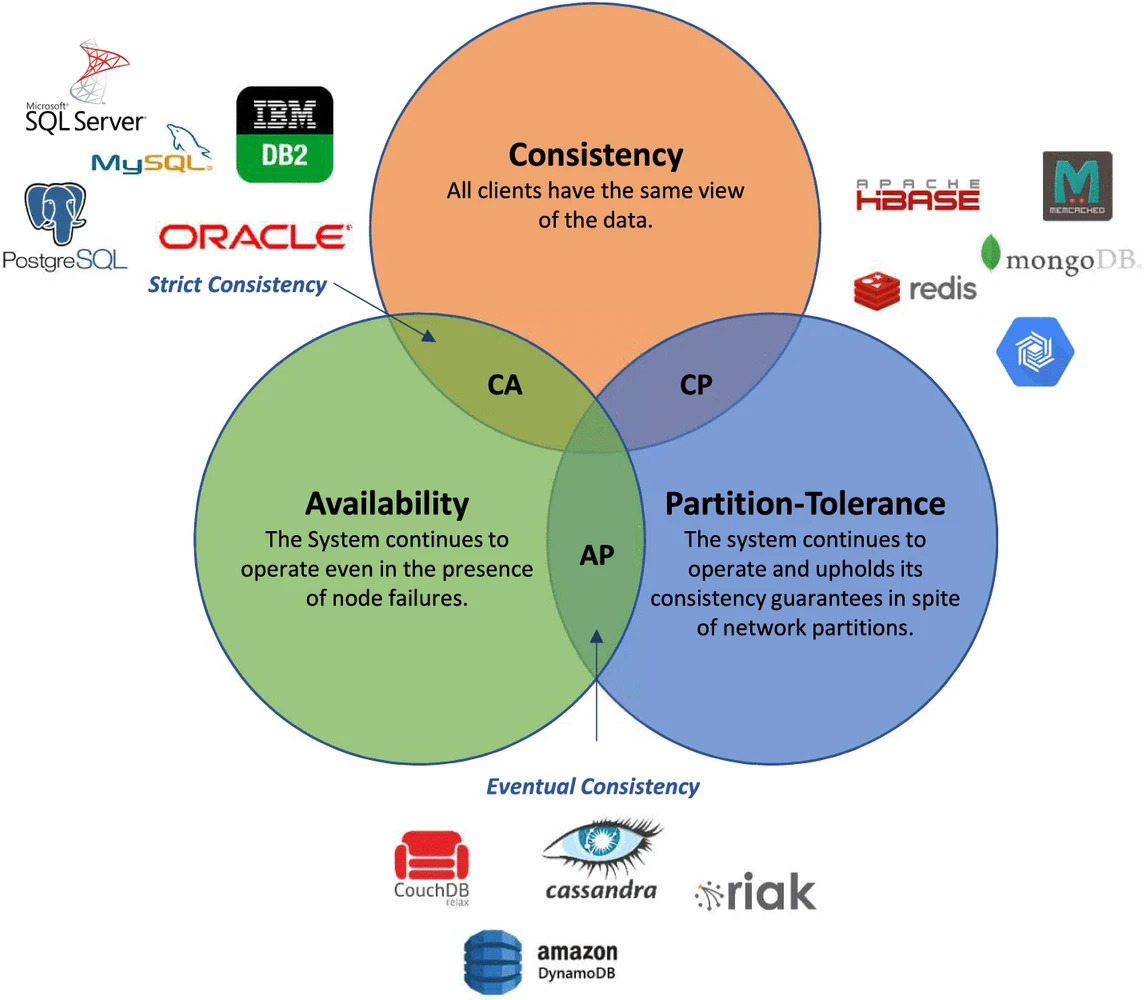 Microsoft®
SQL Server®
MySQL®
IBM
DB2
PostgreSQL
ORACLE®
Strict Consistency
Consistency
All clients have the same view
of the data.
APACHE
HBASE
MEMCACHED
mongoDB.
redis
CA
CP
Availability
The System continues to
operate even in the presence
of node failures.
Partition-Tolerance
The system continues to
operate and upholds its
consistency guarantees in spite
of network partitions.
AP
Eventual Consistency
CouchDB
relax
cassandra
riak
amazon
DynamoDB